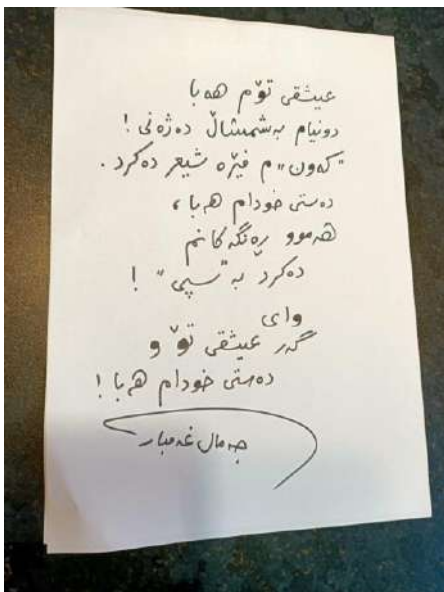 عیشقی تۆم هەبا
دونیام بەشمشاڵ دەژەنی!
"کەون"م فێرە شیعر دەکرد.
دەستی خودام هەبا،
هەموو ڕەنگەکانم
دەکرد بە "سپی"!
وای
گەر عیشقی تۆ و
دەستی خودام هەبا!
جەمال غەمبار